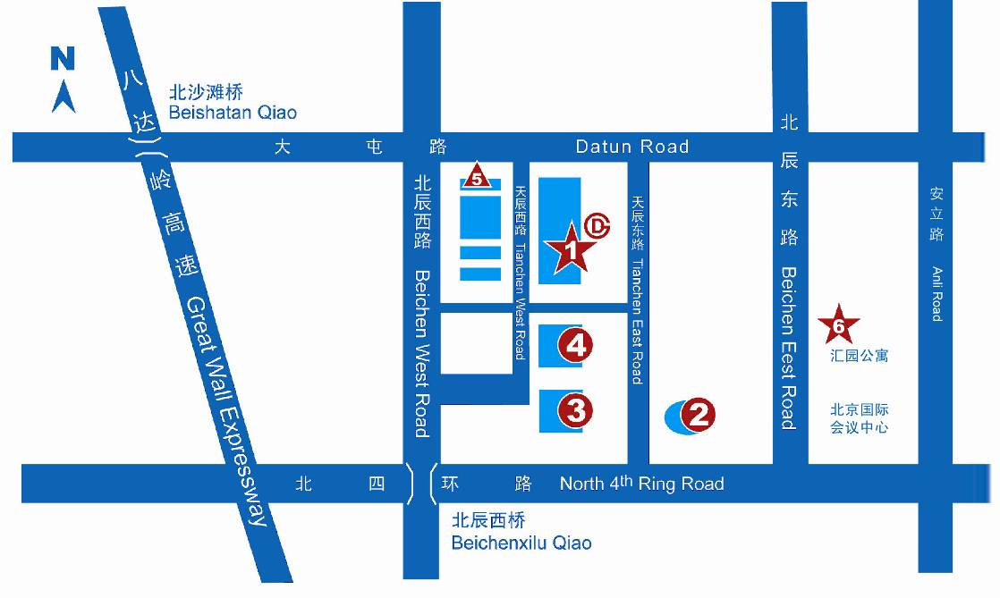 N
八达岭高速 Great Wall Expressway
北沙滩桥
Beishatan Qiao
大屯路 Datun Road
北辰西路 Beichen West Road
5
天辰西路 Tianchen West Road
1
D
天辰东路 Tianchen East Road
北辰东路 Beichen Eest Road
安立路 Anli Road
6
汇园公寓
4
3
2
北京国际
会议中心
北四环路 North 4th Ring Road
北辰西桥
Beichenxilu Qiao